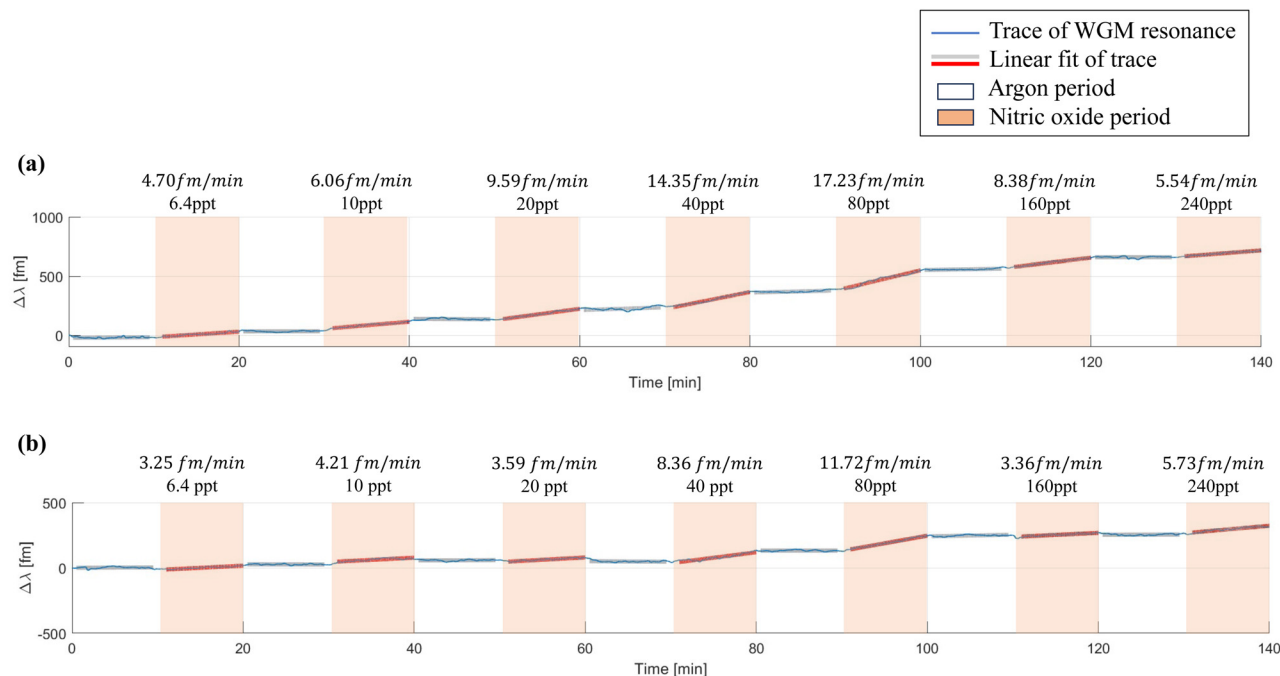 Trace of WGM resonance
Linear fit of trace
Argon period
Nitric oxide period
(a)
4.70fm/min 6.06fm/min 9.59fm/min 14.35fm/min 17.23fm/min 8.38fm/min 5.54fm/min
6.4ppt 10ppt 20ppt 40ppt 80ppt 160ppt 240ppt
1000
500
0
Δλ [fm]
0 20 40 60 80 100 120 140
Time [min]
(b)
3.25 fm/min 4.21 fm/min 3.59 fm/min 8.36 fm/min 11.72fm/min 3.36fm/min 5.73fm/min
6.4 ppt 10 ppt 20 ppt 40 ppt 80ppt 160ppt 240ppt
500
0
-500
Δλ [fm]
0 20 40 60 80 100 120 140
Time [min]